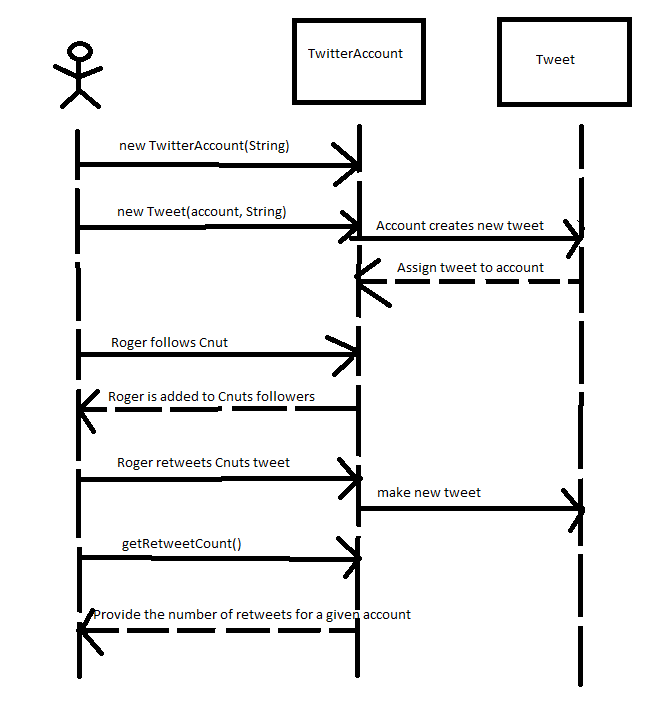 TwitterAccount
Tweet
new TwitterAccount(String)
new Tweet(account, String)
Account creates new tweet
Assign tweet to account
Roger follows Cnut
Roger is added to Cnuts followers
Roger retweets Cnuts tweet
make new tweet
getRetweetCount()
Provide the number of retweets for a given account